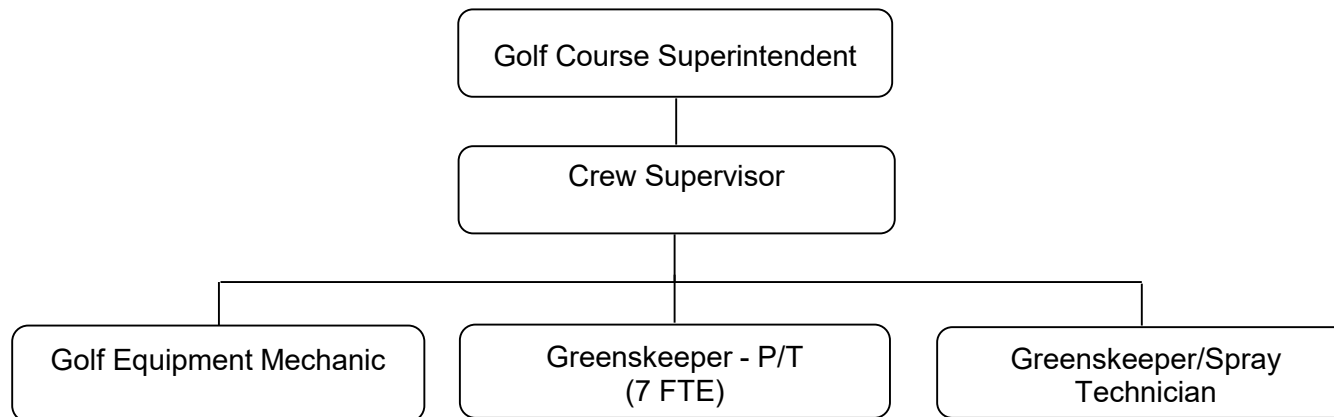 Golf Course Superintendent
Crew Supervisor
Golf Equipment Mechanic
Greenskeeper - P/T
(7 FTE)
Greenskeeper/Spray
Technician